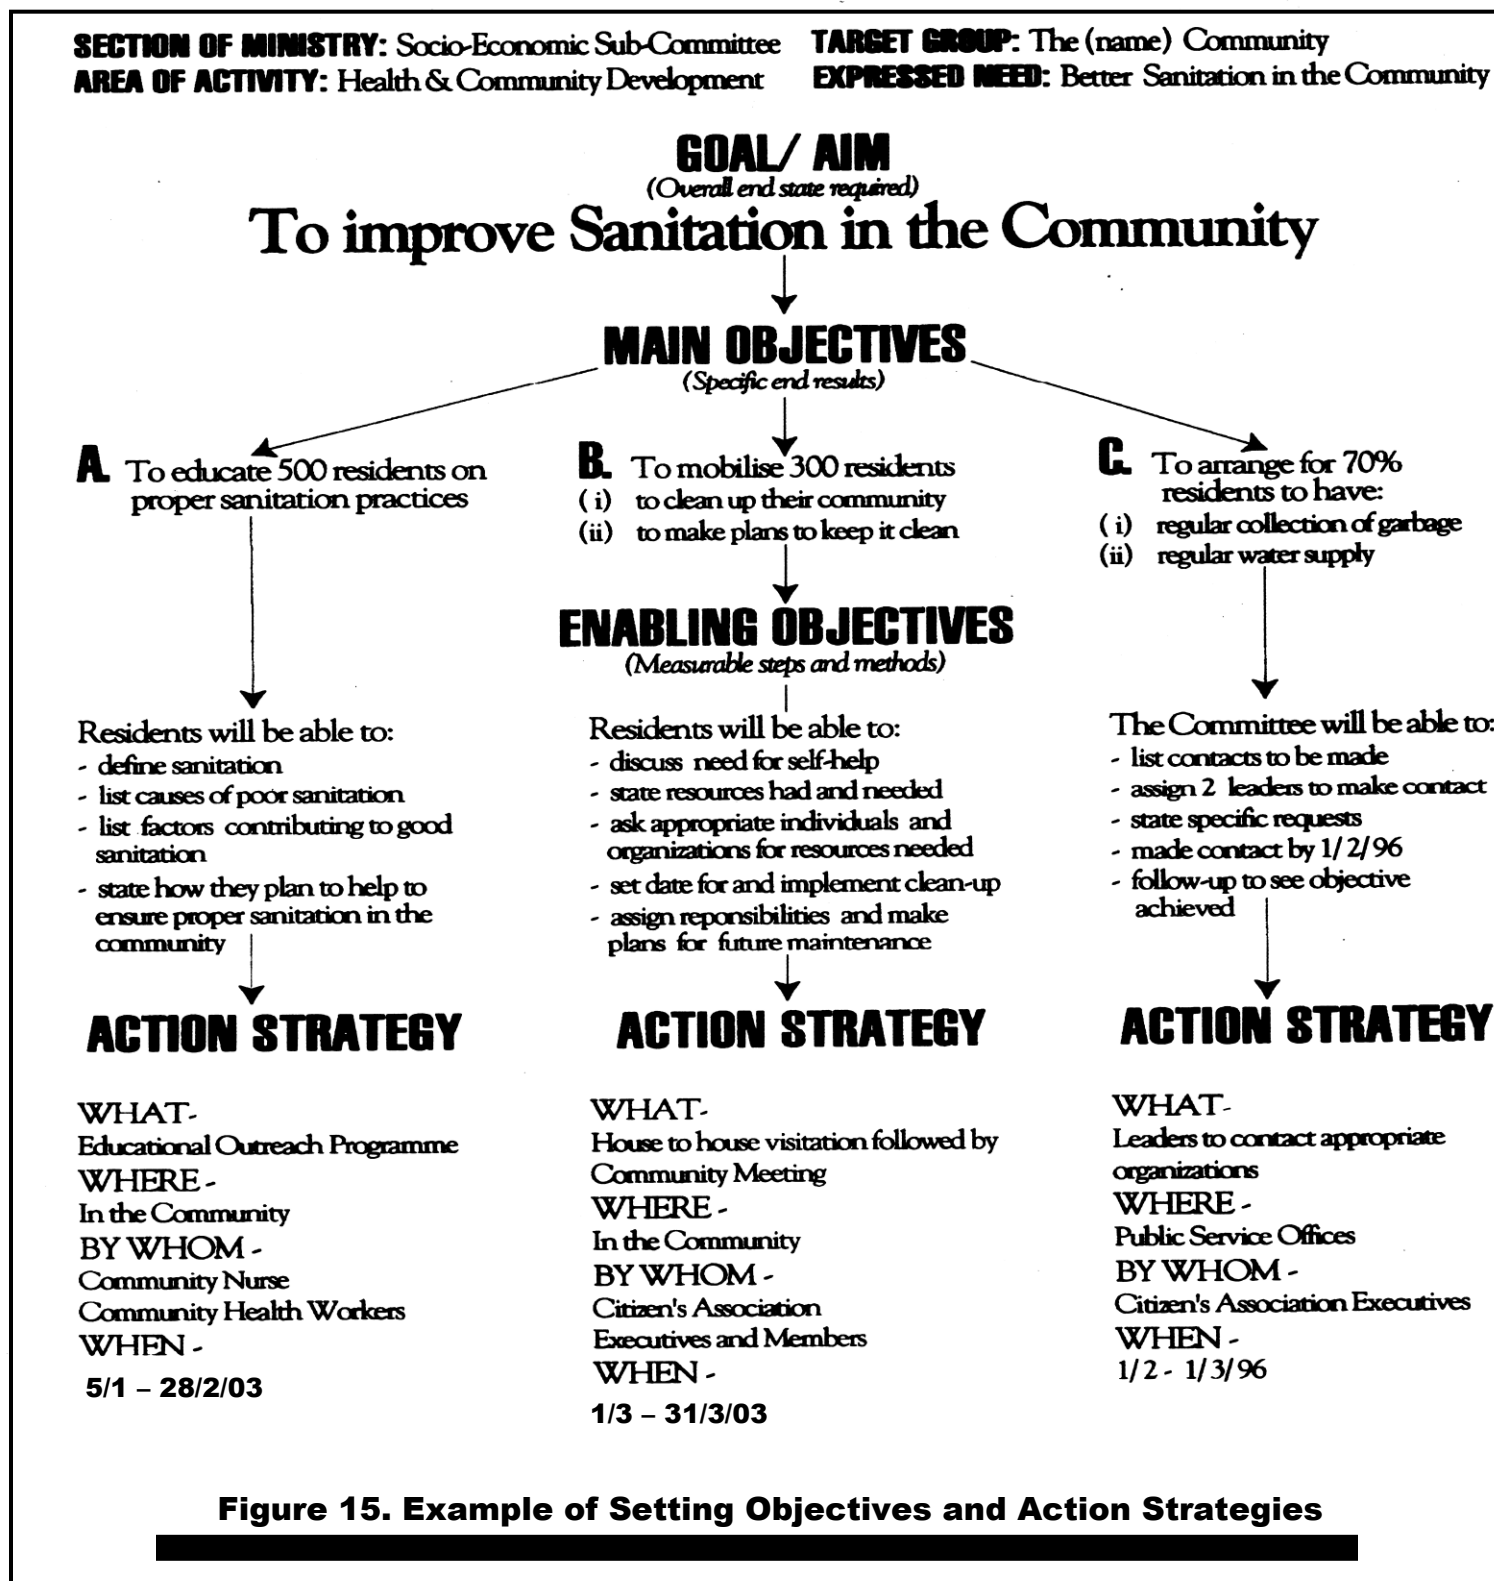 SECTION OF MINISTRY: Socio-Economic Sub-Committee
AREA OF ACTIVITY: Health & Community Development
TARGET GROUP: The (name) Community
EXPRESSED NEED: Better Sanitation in the Community
GOAL/ AIM
(Overall end state required)
To improve Sanitation in the Community
MAIN OBJECTIVES
(Specific end results)
A. To educate 500 residents on
proper sanitation practices
B. To mobilise 300 residents
(i) to clean up their community
(ii) to make plans to keep it clean
C. To arrange for 70%
residents to have:
(i) regular collection of garbage
(ii) regular water supply
ENABLING OBJECTIVES
(Measurable steps and methods)
Residents will be able to:
- define sanitation
- list causes of poor sanitation
- list factors contributing to good
sanitation
- state how they plan to help to
ensure proper sanitation in the
community
Residents will be able to:
- discuss need for self-help
- state resources had and needed
- ask appropriate individuals and
organizations for resources needed
- set date for and implement clean-up
- assign reponsibilities and make
plans for future maintenance
The Committee will be able to:
- list contacts to be made
- assign 2 leaders to make contact
- state specific requests
- made contact by 1/2/96
- follow-up to see objective
achieved
ACTION STRATEGY
WHAT-
Educational Outreach Programme
WHERE -
In the Community
BY WHOM -
Community Nurse
Community Health Workers
WHEN -
5/1 – 28/2/03
ACTION STRATEGY
WHAT-
House to house visitation followed by
Community Meeting
WHERE -
In the Community
BY WHOM -
Citizen's Association
Executives and Members
WHEN -
1/3 – 31/3/03
ACTION STRATEGY
WHAT-
Leaders to contact appropriate
organizations
WHERE -
Public Service Offices
BY WHOM -
Citizen's Association Executives
WHEN -
1/2 - 1/3/96
Figure 15. Example of Setting Objectives and Action Strategies